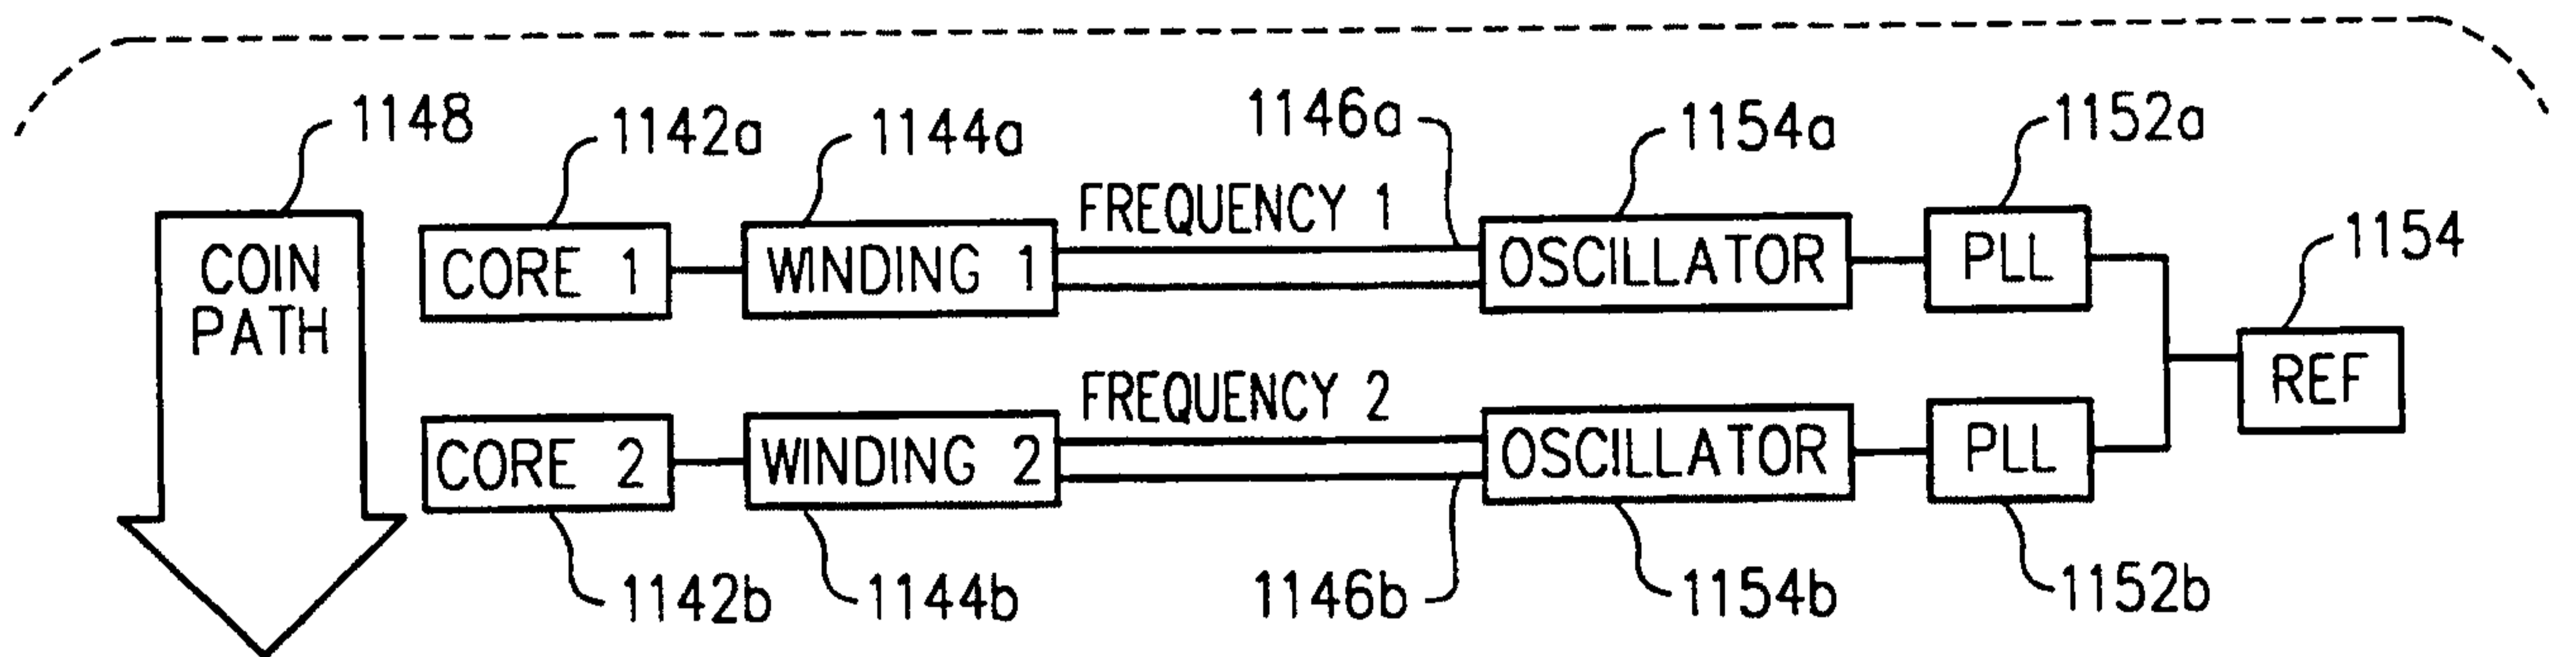 1148
1142a
1144a
1146a
1154a
1152a
1154
COIN
PATH
CORE 1
WINDING 1
FREQUENCY 1
OSCILLATOR
PLL
REF
CORE 2
WINDING 2
FREQUENCY 2
OSCILLATOR
PLL
1142b
1144b
1146b
1154b
1152b